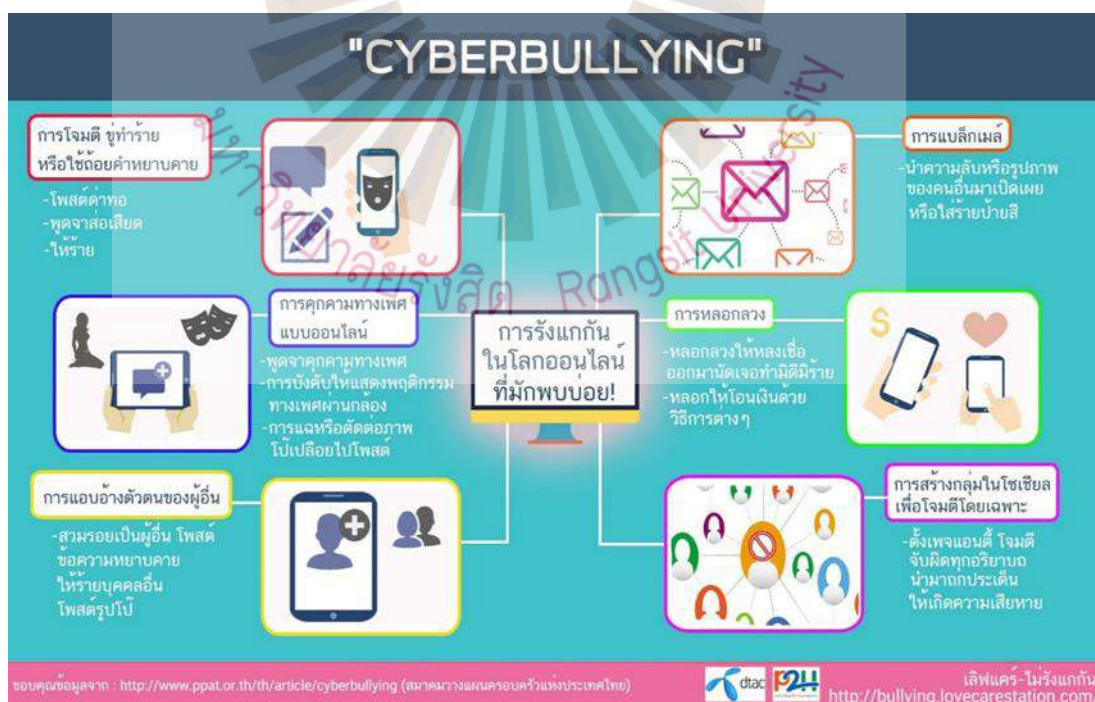 "CYBERBULLYING"
การโจมตี ขู่ทำร้าย
หรือใช้ถ้อยคำหยาบคาย
-โพสต์ด่าทอ
-พูดจาส่อเสียด
-ให้ร้าย
การแบล็กเมล์
-นำความลับหรือรูปภาพ
ของคนอื่นมาเปิดเผย
หรือใส่ร้ายป้ายสี
การคุกคามทางเพศ
แบบออนไลน์
-พูดจาคุกคามทางเพศ
-การบังคับให้แสดงพฤติกรรม
ทางเพศผ่านกล้อง
-การแฉหรือตัดต่อภาพ
โป๊เปลือยไปโพสต์
การรังแกกัน
ในโลกออนไลน์
ที่มักพบบ่อย!
การหลอกลวง
-หลอกลวงให้หลงเชื่อ
ออกมานัดเจอทำมิดีมิร้าย
-หลอกให้โอนเงินด้วย
วิธีการต่างๆ
การแอบอ้างตัวตนของผู้อื่น
-สวมรอยเป็นผู้อื่น โพสต์
ข้อความหยาบคาย
ให้ร้ายบุคคลอื่น
โพสต์รูปโป๊
การสร้างกลุ่มในโซเชียล
เพื่อโจมตีโดยเฉพาะ
-ตั้งเพจแอนตี้ โจมตี
จับผิดทุกอริยาบถ
นำมาถกประเด็น
ให้เกิดความเสียหาย
มหาวิทยาลัยรังสิต Rangsit University
ขอบคุณข้อมูลจาก : http://www.ppat.or.th/th/article/cyberbullying (สมาคมวางแผนครอบครัวแห่งประเทศไทย)
dtac P2H
เลิฟแคร์-ไม่รังแกกัน
http://bullying.lovecarestation.com/